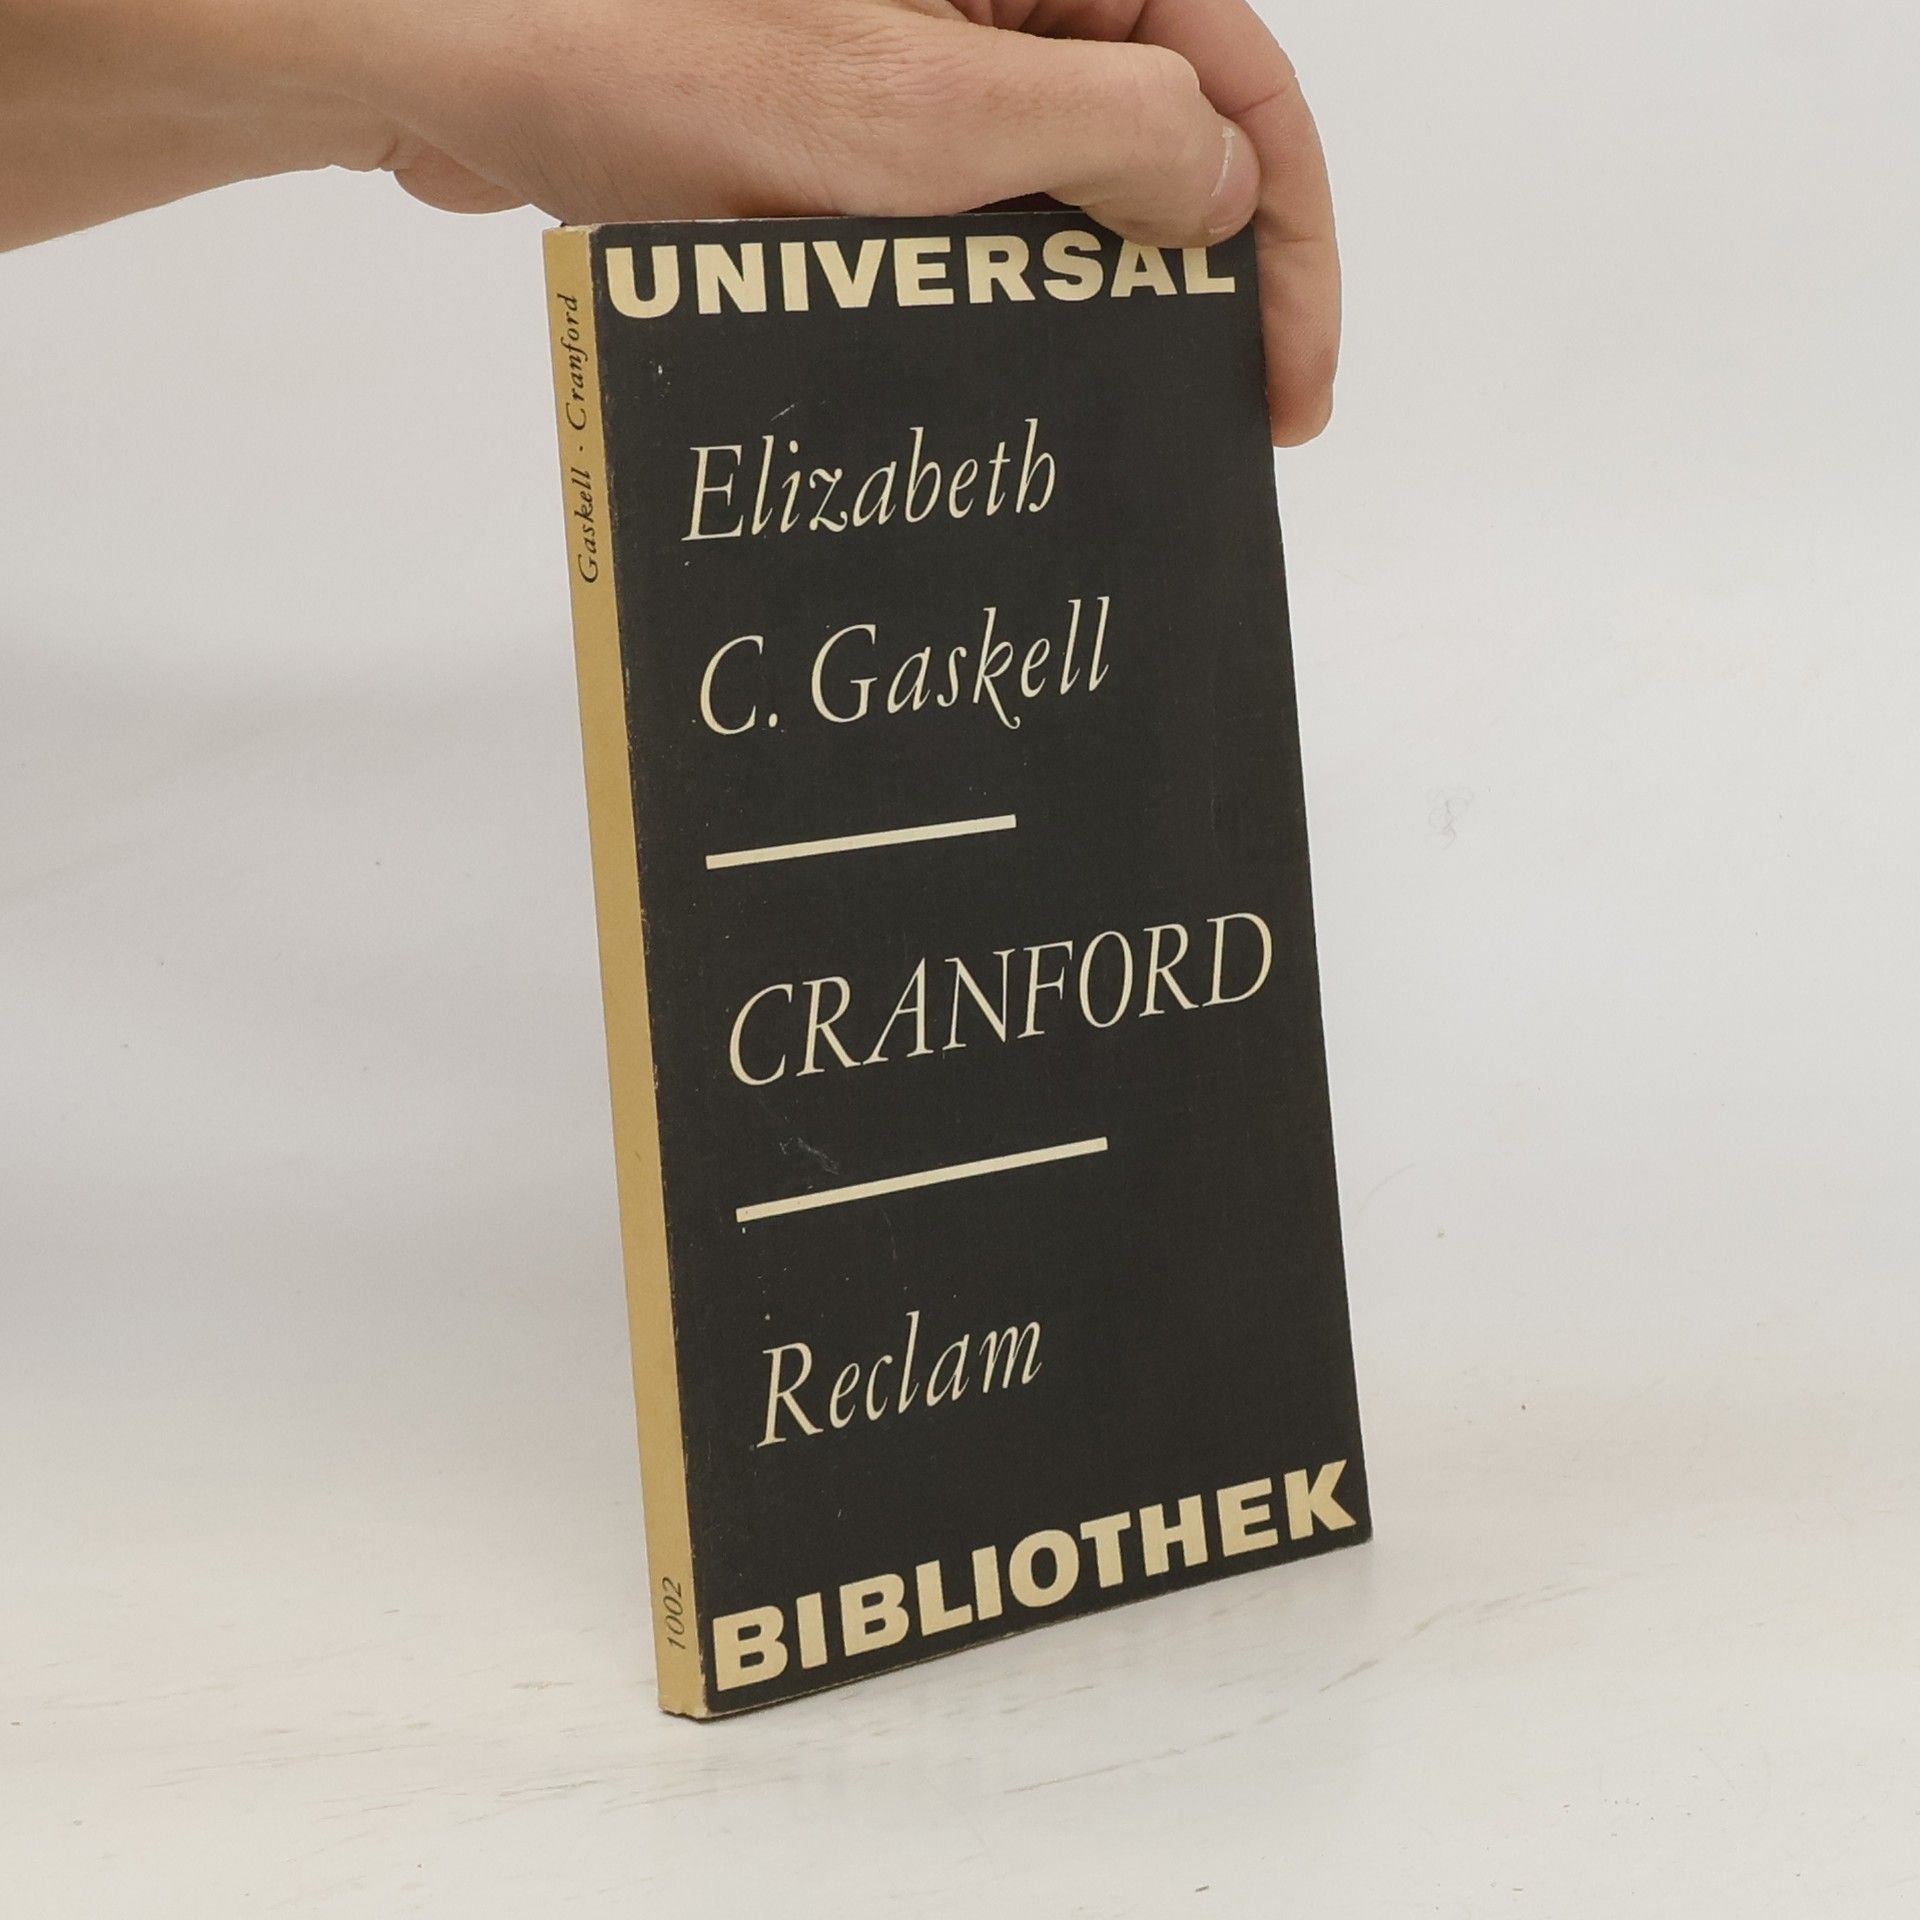 UNIVERSAL
Elizabeth
C. Gaskell
CRANFORD
Reclam
BIBLIOTHEK
Gaskell · Cranford
1002